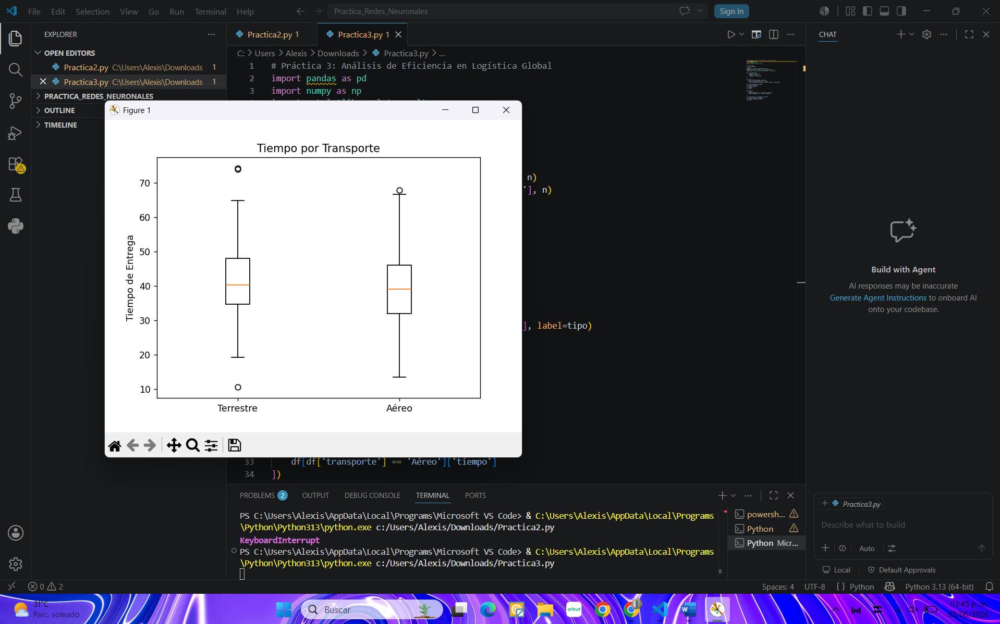 File Edit Selection View Go Run Terminal Help
Practica_Redes_Neuronales
Sign In
EXPLORER
OPEN EDITORS
Practica2.py C:\Users\Alexis\Downloads 1
Practica3.py C:\Users\Alexis\Downloads 1
PRACTICA_REDES_NEURONALES
OUTLINE
TIMELINE
Practica2.py 1
Practica3.py 1
C: > Users > Alexis > Downloads > Practica3.py > ...
1 # Práctica 3: Análisis de Eficiencia en Logística Global
2 import pandas as pd
3 import numpy as np
n)
'], n)
], label=tipo)
33 df[df['transporte'] == 'Aéreo']['tiempo']
34 ])
Figure 1
Tiempo por Transporte
Tiempo de Entrega
70
60
50
40
30
20
10
Terrestre
Aéreo
PROBLEMS 2 OUTPUT DEBUG CONSOLE TERMINAL PORTS
PS C:\Users\Alexis\AppData\Local\Programs\Microsoft VS Code> & C:\Users\Alexis\AppData\Local\Programs
\Python\Python313\python.exe c:/Users/Alexis/Downloads/Practica2.py
KeyboardInterrupt
PS C:\Users\Alexis\AppData\Local\Programs\Microsoft VS Code> & C:\Users\Alexis\AppData\Local\Programs
\Python\Python313\python.exe c:/Users/Alexis/Downloads/Practica3.py
powersh...
Python
Python Micr...
CHAT
Build with Agent
AI responses may be inaccurate
Generate Agent Instructions to onboard AI
onto your codebase.
Practica3.py
Describe what to build
Auto
Local
Default Approvals
0 2
Spaces: 4 UTF-8 {} Python Python 3.13 (64-bit)
31°C
Parc. soleado
Buscar
cricut
03:45 p. m.
05/06/2026